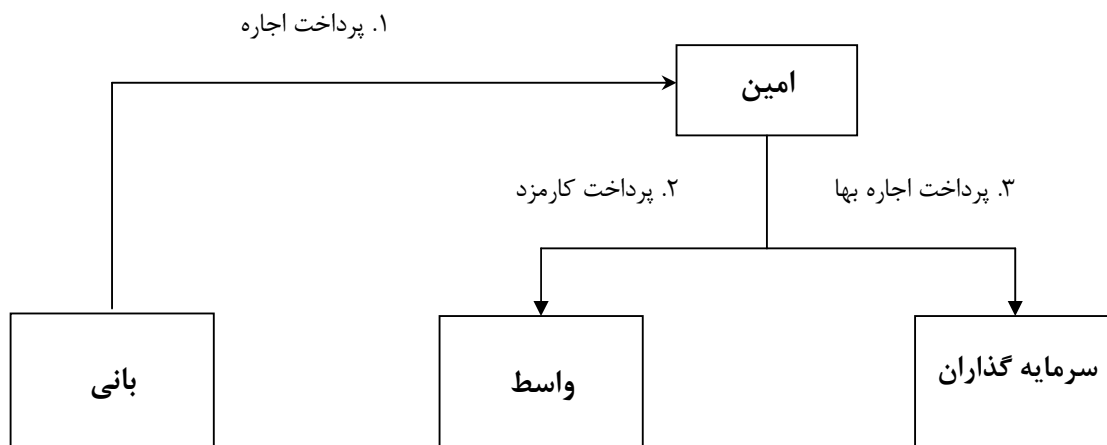 ۱. پرداخت اجاره
امین
۳. پرداخت اجاره بها
۲. پرداخت کارمزد
سرمایه گذاران
واسط
بانی